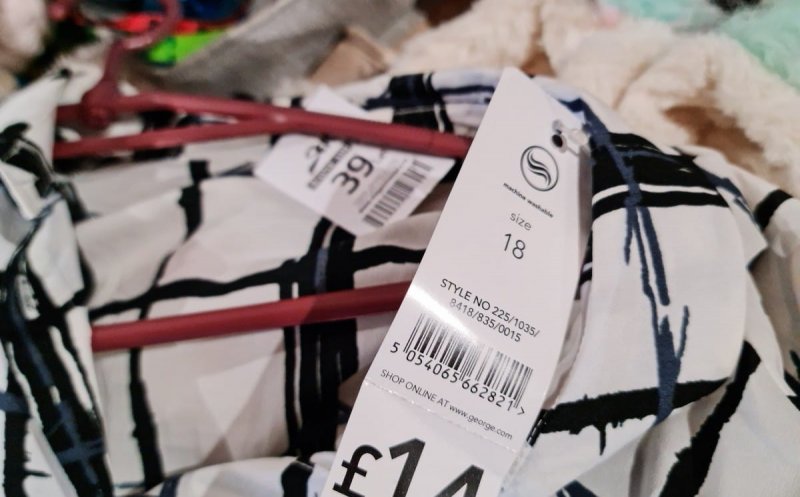 39
machine washable
size
18
STYLE NO 225/1035/
8418/835/0015
5 054065 662821 >
SHOP ONLINE AT www.george.com
£14